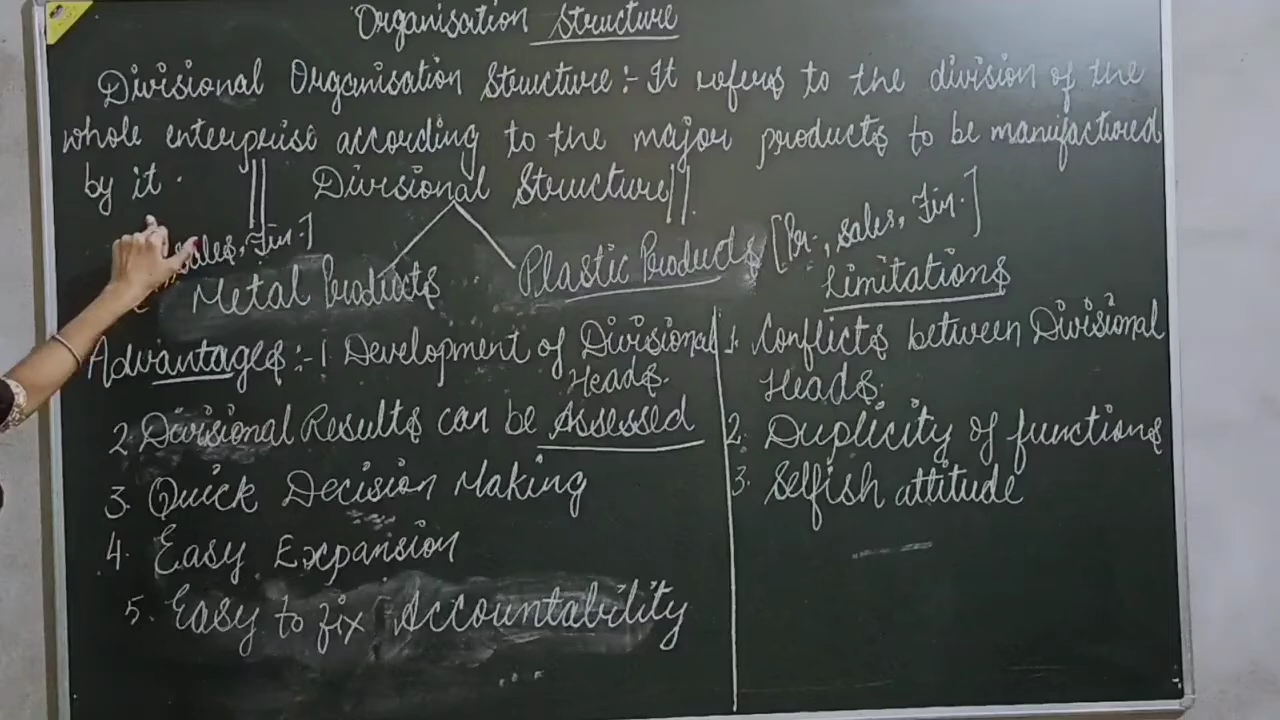 Organisation Structure
Divisional Organisation Structure:- It refers to the division of the
whole enterprise according to the major products to be manufactured
by it.
|| Divisional Structure ||
sales, Fin.]
Metal Products
Plastic Products [Pr., sales, Fin.]
Advantages:- 1 Development of Divisional
Heads.
2. Divisional Results can be Assessed
3. Quick Decision Making
4. Easy Expansion
5. Easy to fix Accountability
Limitations
1. Conflicts between Divisional
Heads.
2. Duplicity of functions
3. Selfish attitude